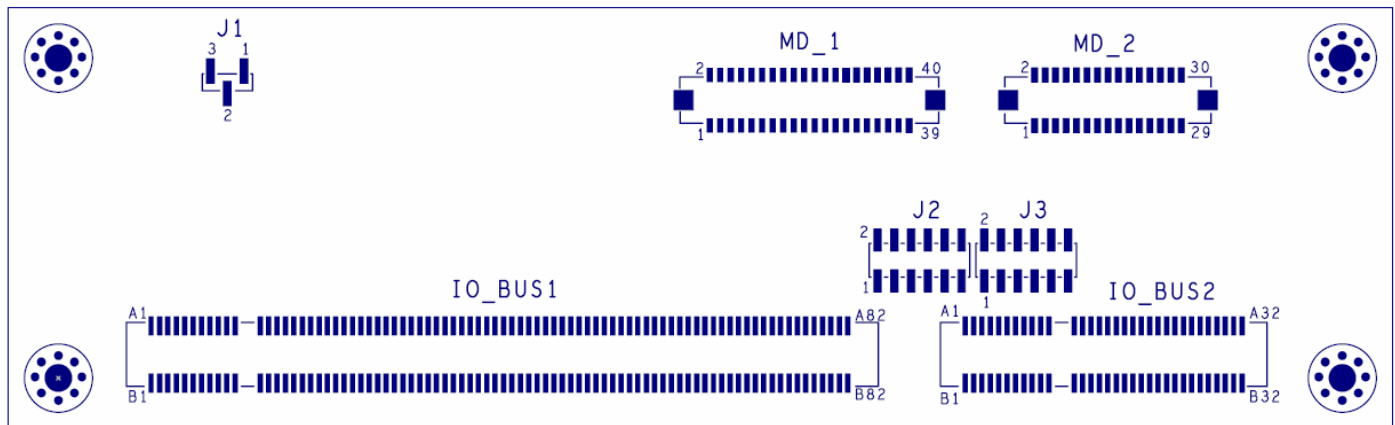 J1
3 1
2
MD_1
2 40
1 39
MD_2
2 30
1 29
J2
2
1
J3
2
1
IO_BUS1
A1 A82
B1 B82
IO_BUS2
A1 A32
B1 B32